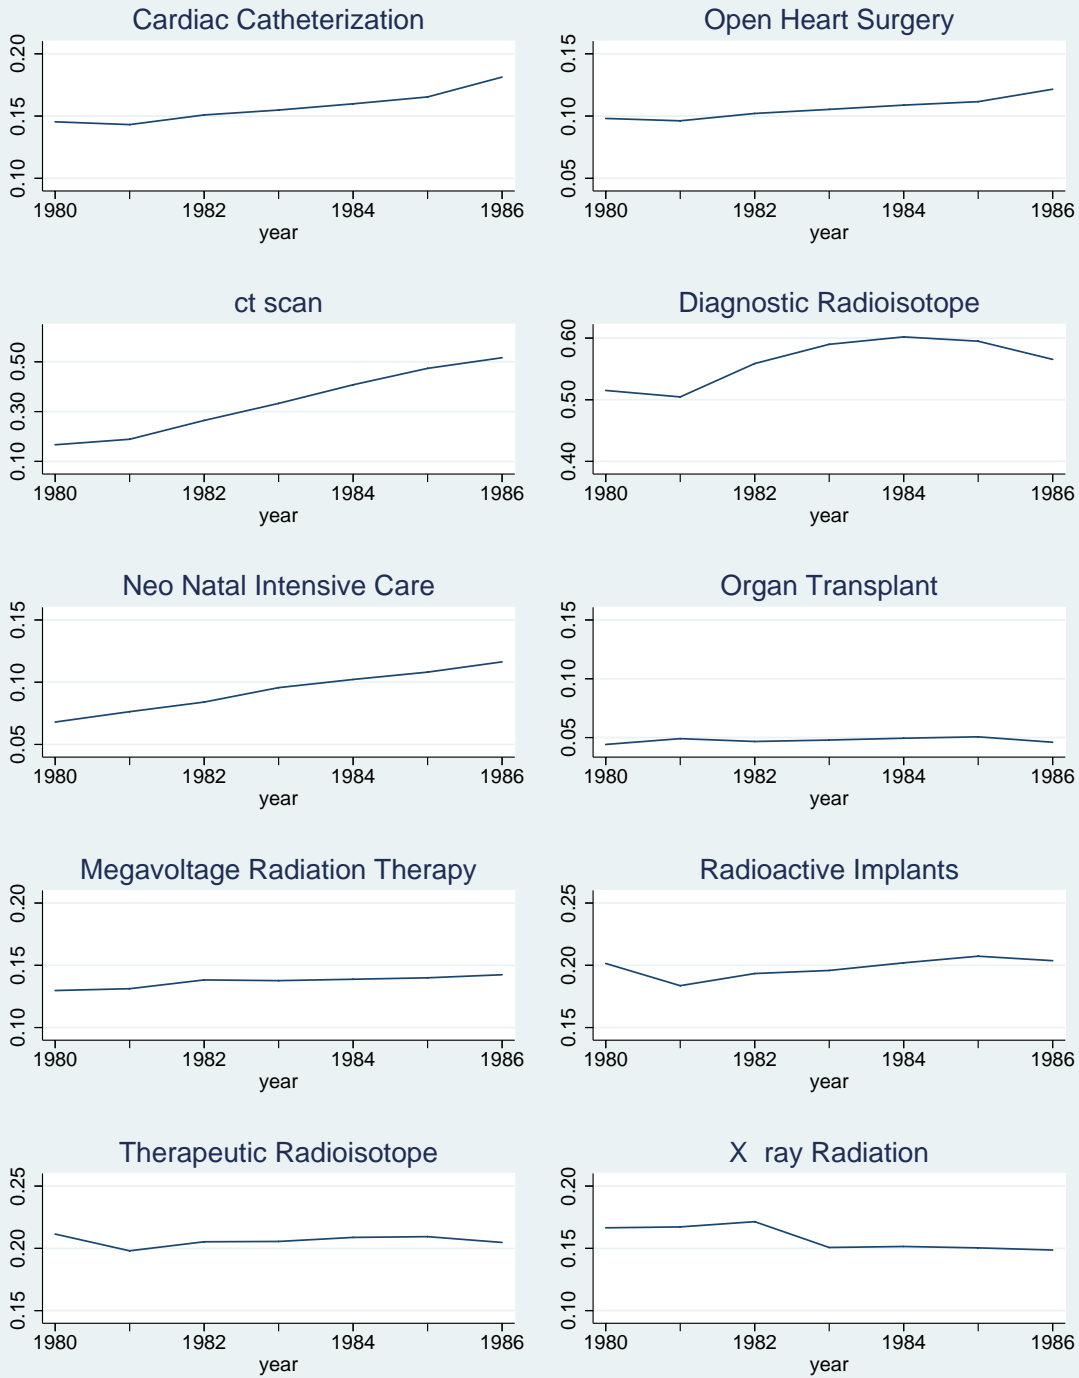 Cardiac Catheterization
0.20
0.15
0.10
1980 1982 1984 1986
year
Open Heart Surgery
0.15
0.10
0.05
1980 1982 1984 1986
year
ct scan
0.50
0.30
0.10
1980 1982 1984 1986
year
Diagnostic Radioisotope
0.60
0.50
0.40
1980 1982 1984 1986
year
Neo Natal Intensive Care
0.15
0.10
0.05
1980 1982 1984 1986
year
Organ Transplant
0.15
0.10
0.05
1980 1982 1984 1986
year
Megavoltage Radiation Therapy
0.20
0.15
0.10
1980 1982 1984 1986
year
Radioactive Implants
0.25
0.20
0.15
1980 1982 1984 1986
year
Therapeutic Radioisotope
0.25
0.20
0.15
1980 1982 1984 1986
year
X  ray Radiation
0.20
0.15
0.10
1980 1982 1984 1986
year